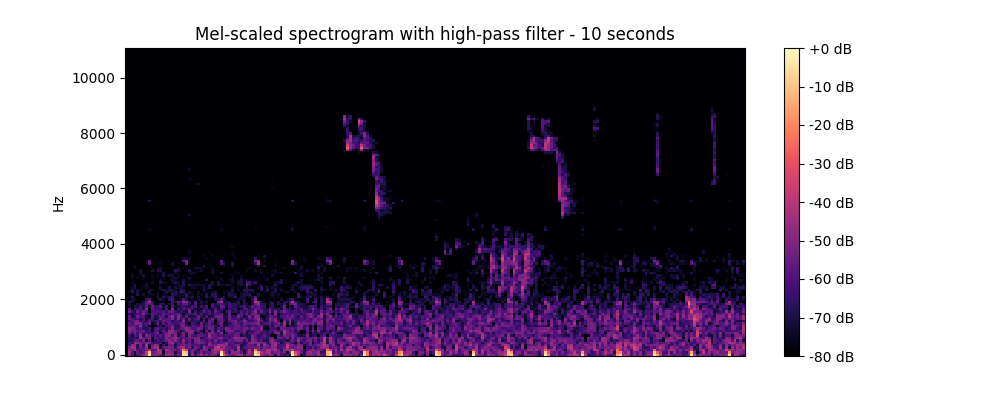 Mel-scaled spectrogram with high-pass filter - 10 seconds
Hz
10000
8000
6000
4000
2000
0
+0 dB
-10 dB
-20 dB
-30 dB
-40 dB
-50 dB
-60 dB
-70 dB
-80 dB